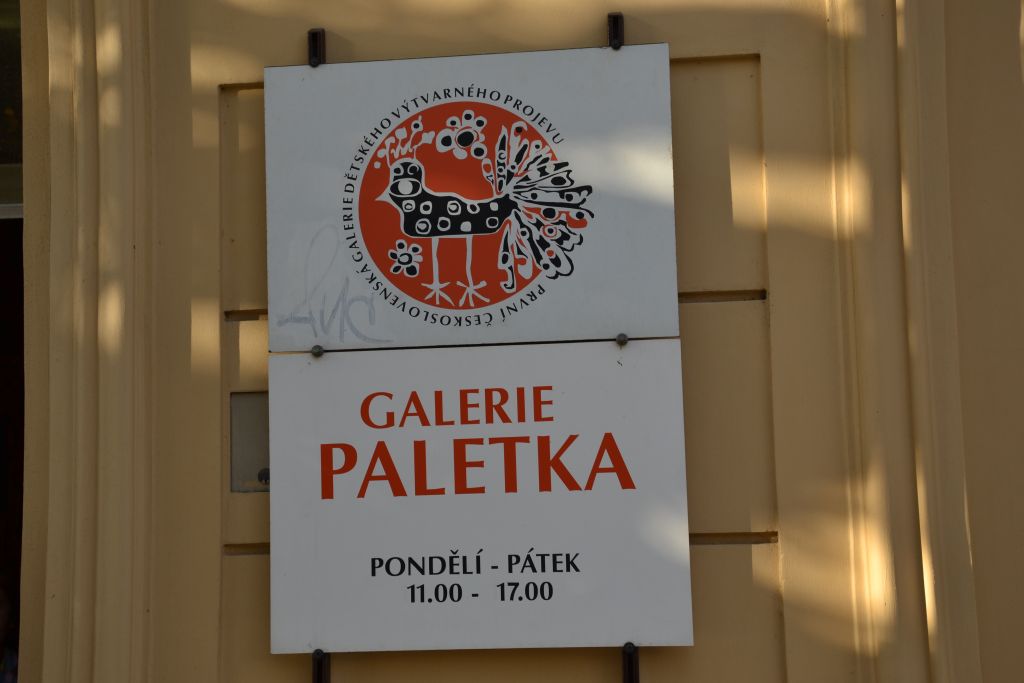 PRVNÍ ČESKOSLOVENSKÁ GALERIE DĚTSKÉHO VÝTVARNÉHO PROJEVU
GALERIE
PALETKA
PONDĚLÍ - PÁTEK
11.00 - 17.00